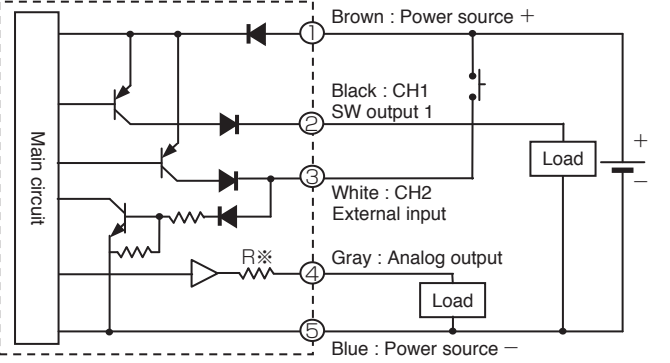 Main circuit
① Brown : Power source +
② Black : CH1
SW output 1
③ White : CH2
External input
R※
④ Gray : Analog output
⑤ Blue : Power source −
Load
Load
+
−